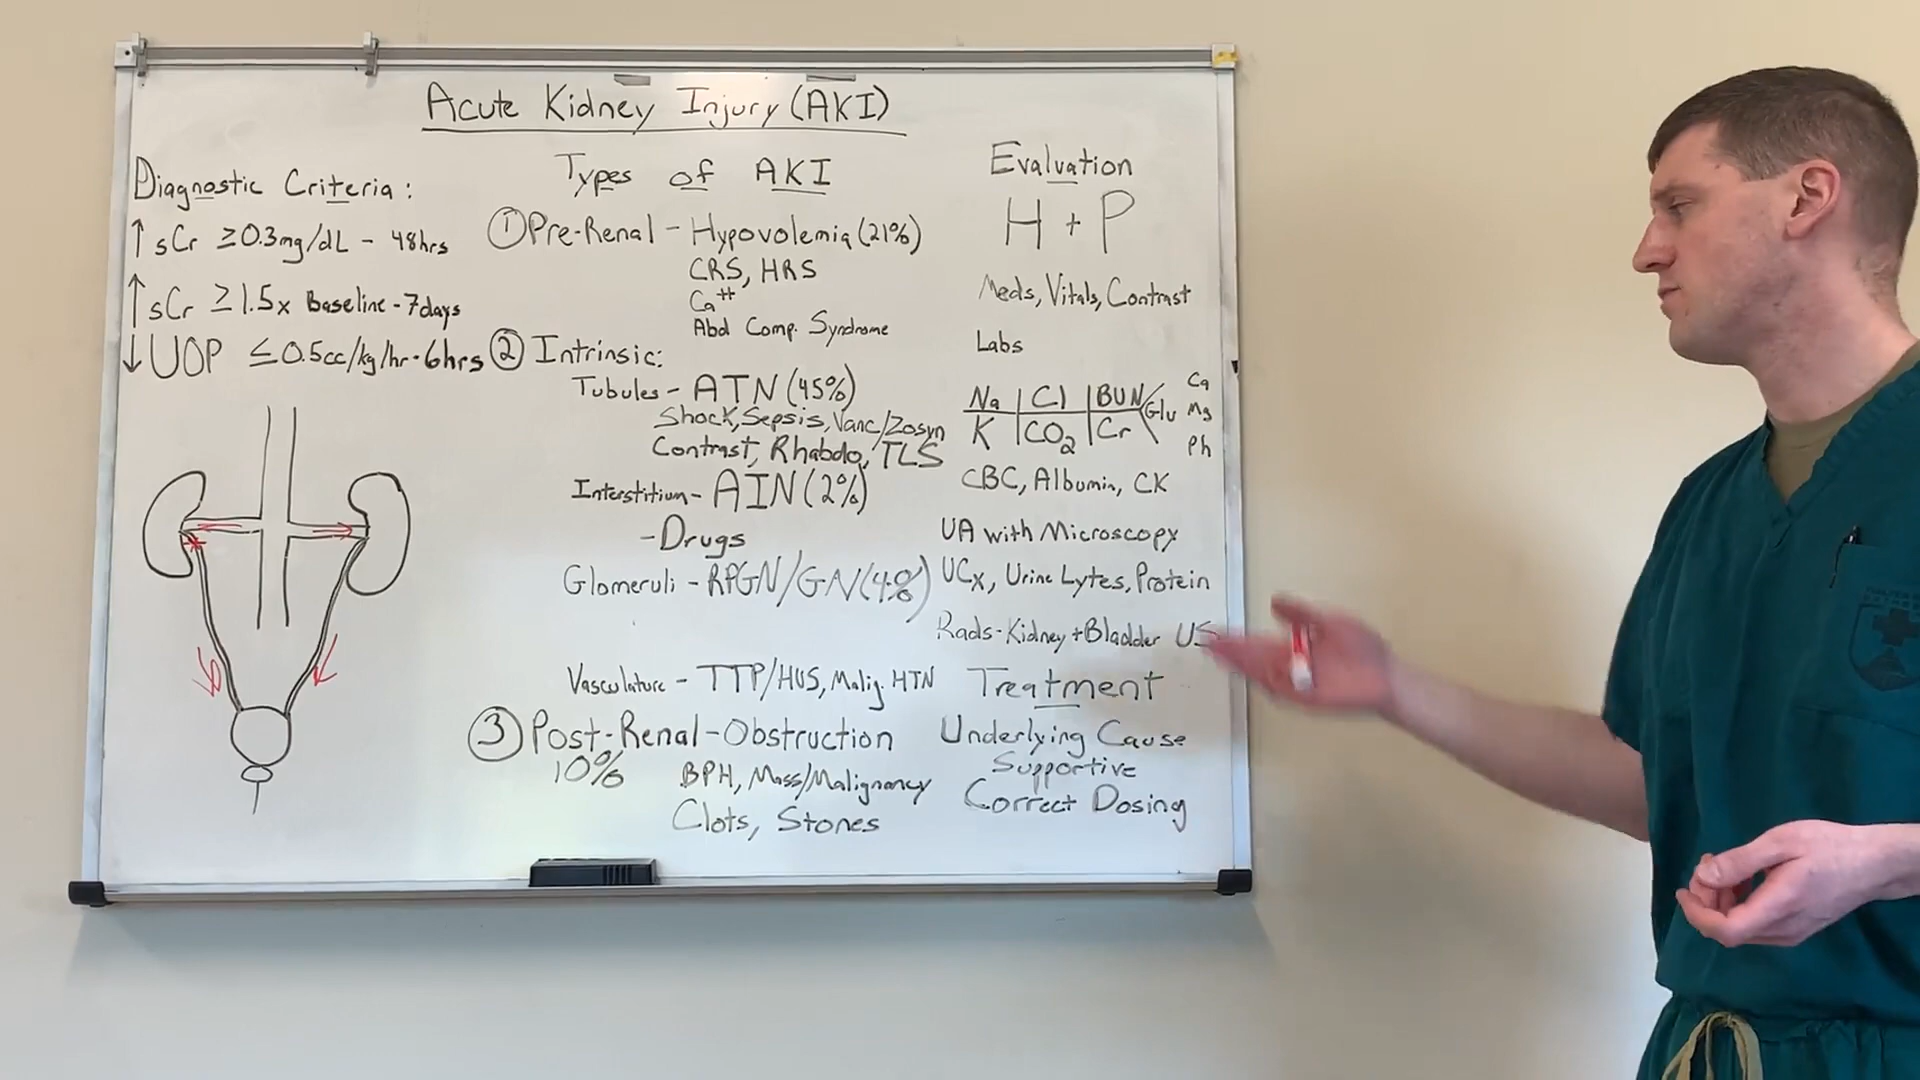 Acute Kidney Injury (AKI)
Diagnostic Criteria:
↑ sCr ≥0.3mg/dL - 48hrs
↑ sCr ≥1.5x Baseline - 7days
↓ UOP ≤0.5cc/kg/hr - 6hrs
Types of AKI
① Pre-Renal - Hypovolemia (21%)
CRS, HRS
Ca++
Abd Comp. Syndrome
② Intrinsic:
Tubules - ATN (45%)
Shock, Sepsis, Vanc/Zosyn
Contrast, Rhabdo, TLS
Interstitium - AIN (2%)
- Drugs
Glomeruli - RPGN/GN (4%)
Vasculature - TTP/HUS, Malig. HTN
③ Post-Renal - Obstruction
10% BPH, Mass/Malignancy
Clots, Stones
Evaluation
H + P
Meds, Vitals, Contrast
Labs
Na Cl BUN Glu Ca
K CO2 Cr Mg
Ph
CBC, Albumin, CK
UA with Microscopy
UCx, Urine Lytes, Protein
Rads - Kidney + Bladder US
Treatment
Underlying Cause
Supportive
Correct Dosing